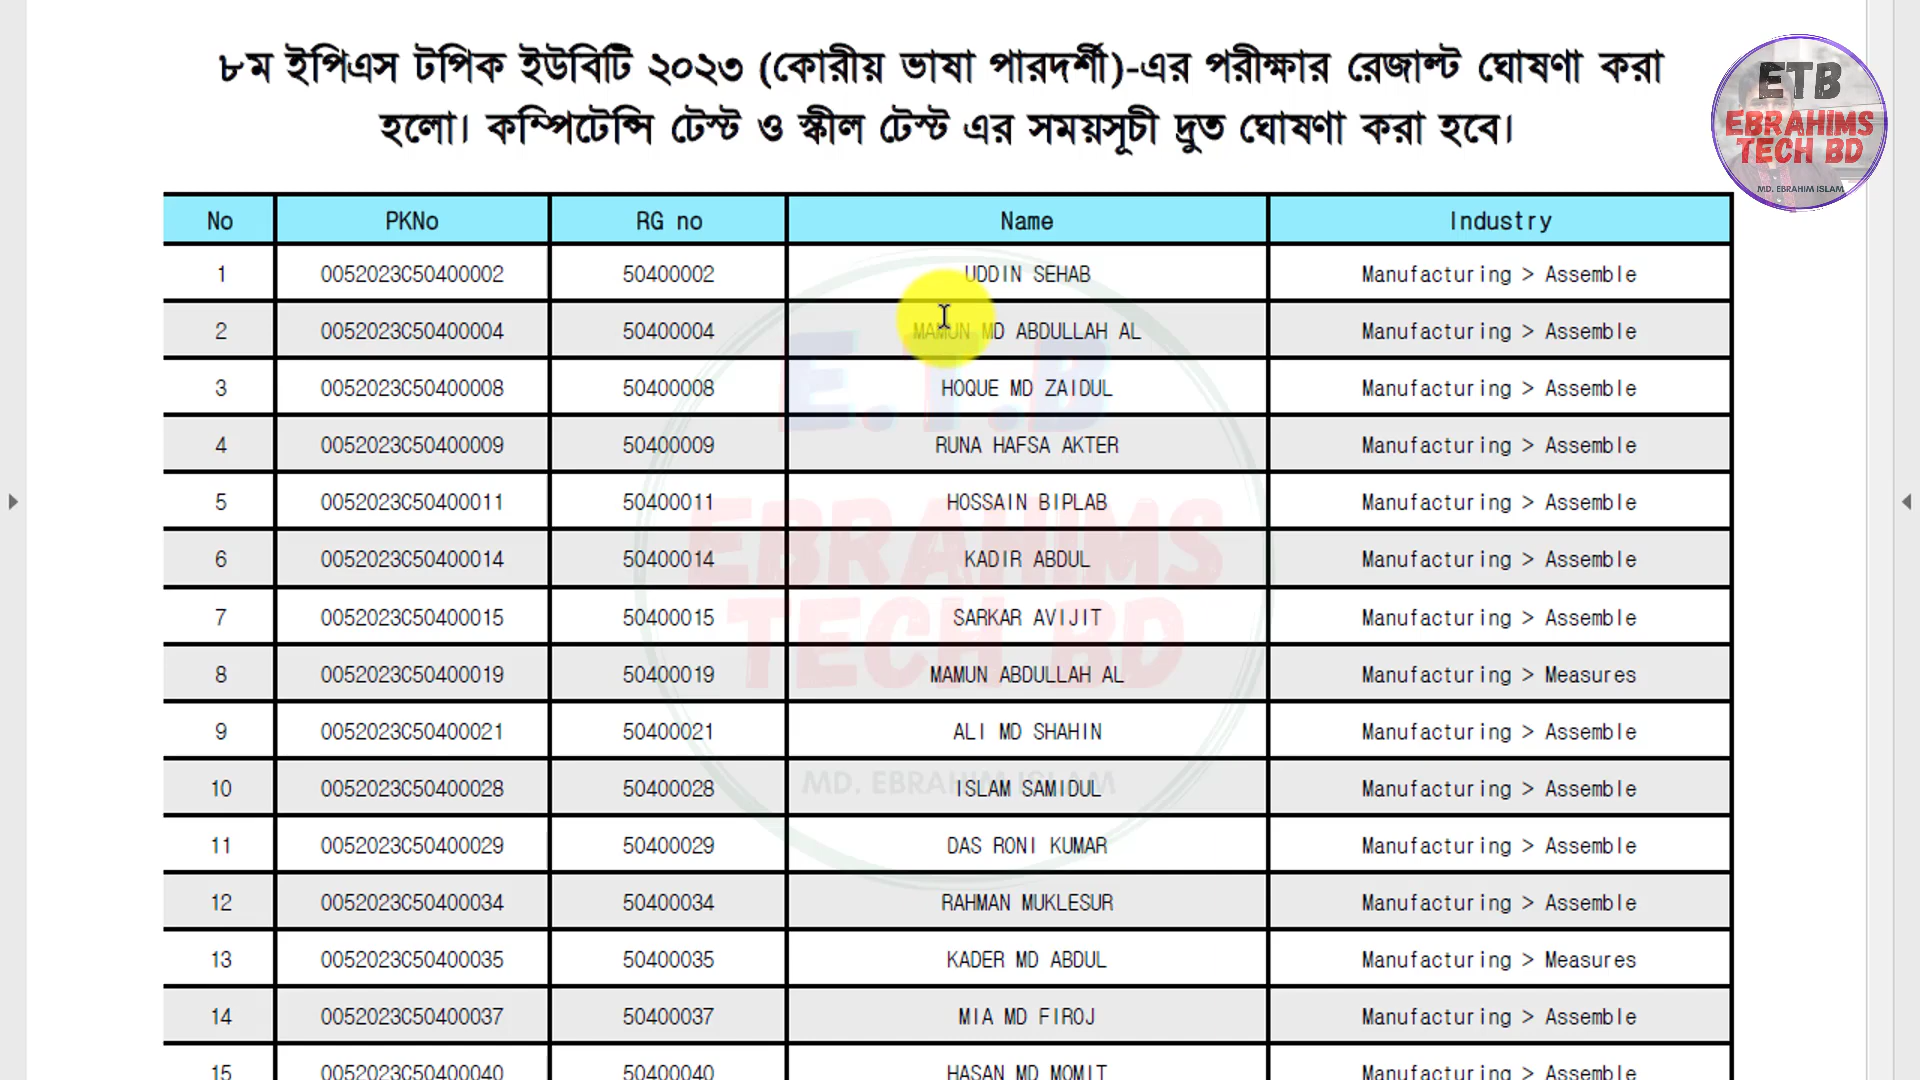 ৮ম ইপিএস টপিক ইউবিটি ২০২৩ (কোরীয় ভাষা পারদর্শী)-এর পরীক্ষার রেজাল্ট ঘোষণা করা
হলো। কম্পিটেন্সি টেস্ট ও স্কীল টেস্ট এর সময়সূচী দ্রুত ঘোষণা করা হবে।
ETB
EBRAHIMS
TECH BD
MD. EBRAHIM ISLAM
No PKNo RG no Name Industry
1 0052023C50400002 50400002 UDDIN SEHAB Manufacturing > Assemble
2 0052023C50400004 50400004 MAMUN MD ABDULLAH AL Manufacturing > Assemble
3 0052023C50400008 50400008 HOQUE MD ZAIDUL Manufacturing > Assemble
4 0052023C50400009 50400009 RUNA HAFSA AKTER Manufacturing > Assemble
5 0052023C50400011 50400011 HOSSAIN BIPLAB Manufacturing > Assemble
6 0052023C50400014 50400014 KADIR ABDUL Manufacturing > Assemble
7 0052023C50400015 50400015 SARKAR AVIJIT Manufacturing > Assemble
8 0052023C50400019 50400019 MAMUN ABDULLAH AL Manufacturing > Measures
9 0052023C50400021 50400021 ALI MD SHAHIN Manufacturing > Assemble
10 0052023C50400028 50400028 ISLAM SAMIDUL Manufacturing > Assemble
11 0052023C50400029 50400029 DAS RONI KUMAR Manufacturing > Assemble
12 0052023C50400034 50400034 RAHMAN MUKLESUR Manufacturing > Assemble
13 0052023C50400035 50400035 KADER MD ABDUL Manufacturing > Measures
14 0052023C50400037 50400037 MIA MD FIROJ Manufacturing > Assemble
15 0052023C50400040 50400040 HASAN MD MOMIT Manufacturing > Assemble
E.T.B
EBRAHIMS
TECH BD
MD. EBRAHIM ISLAM